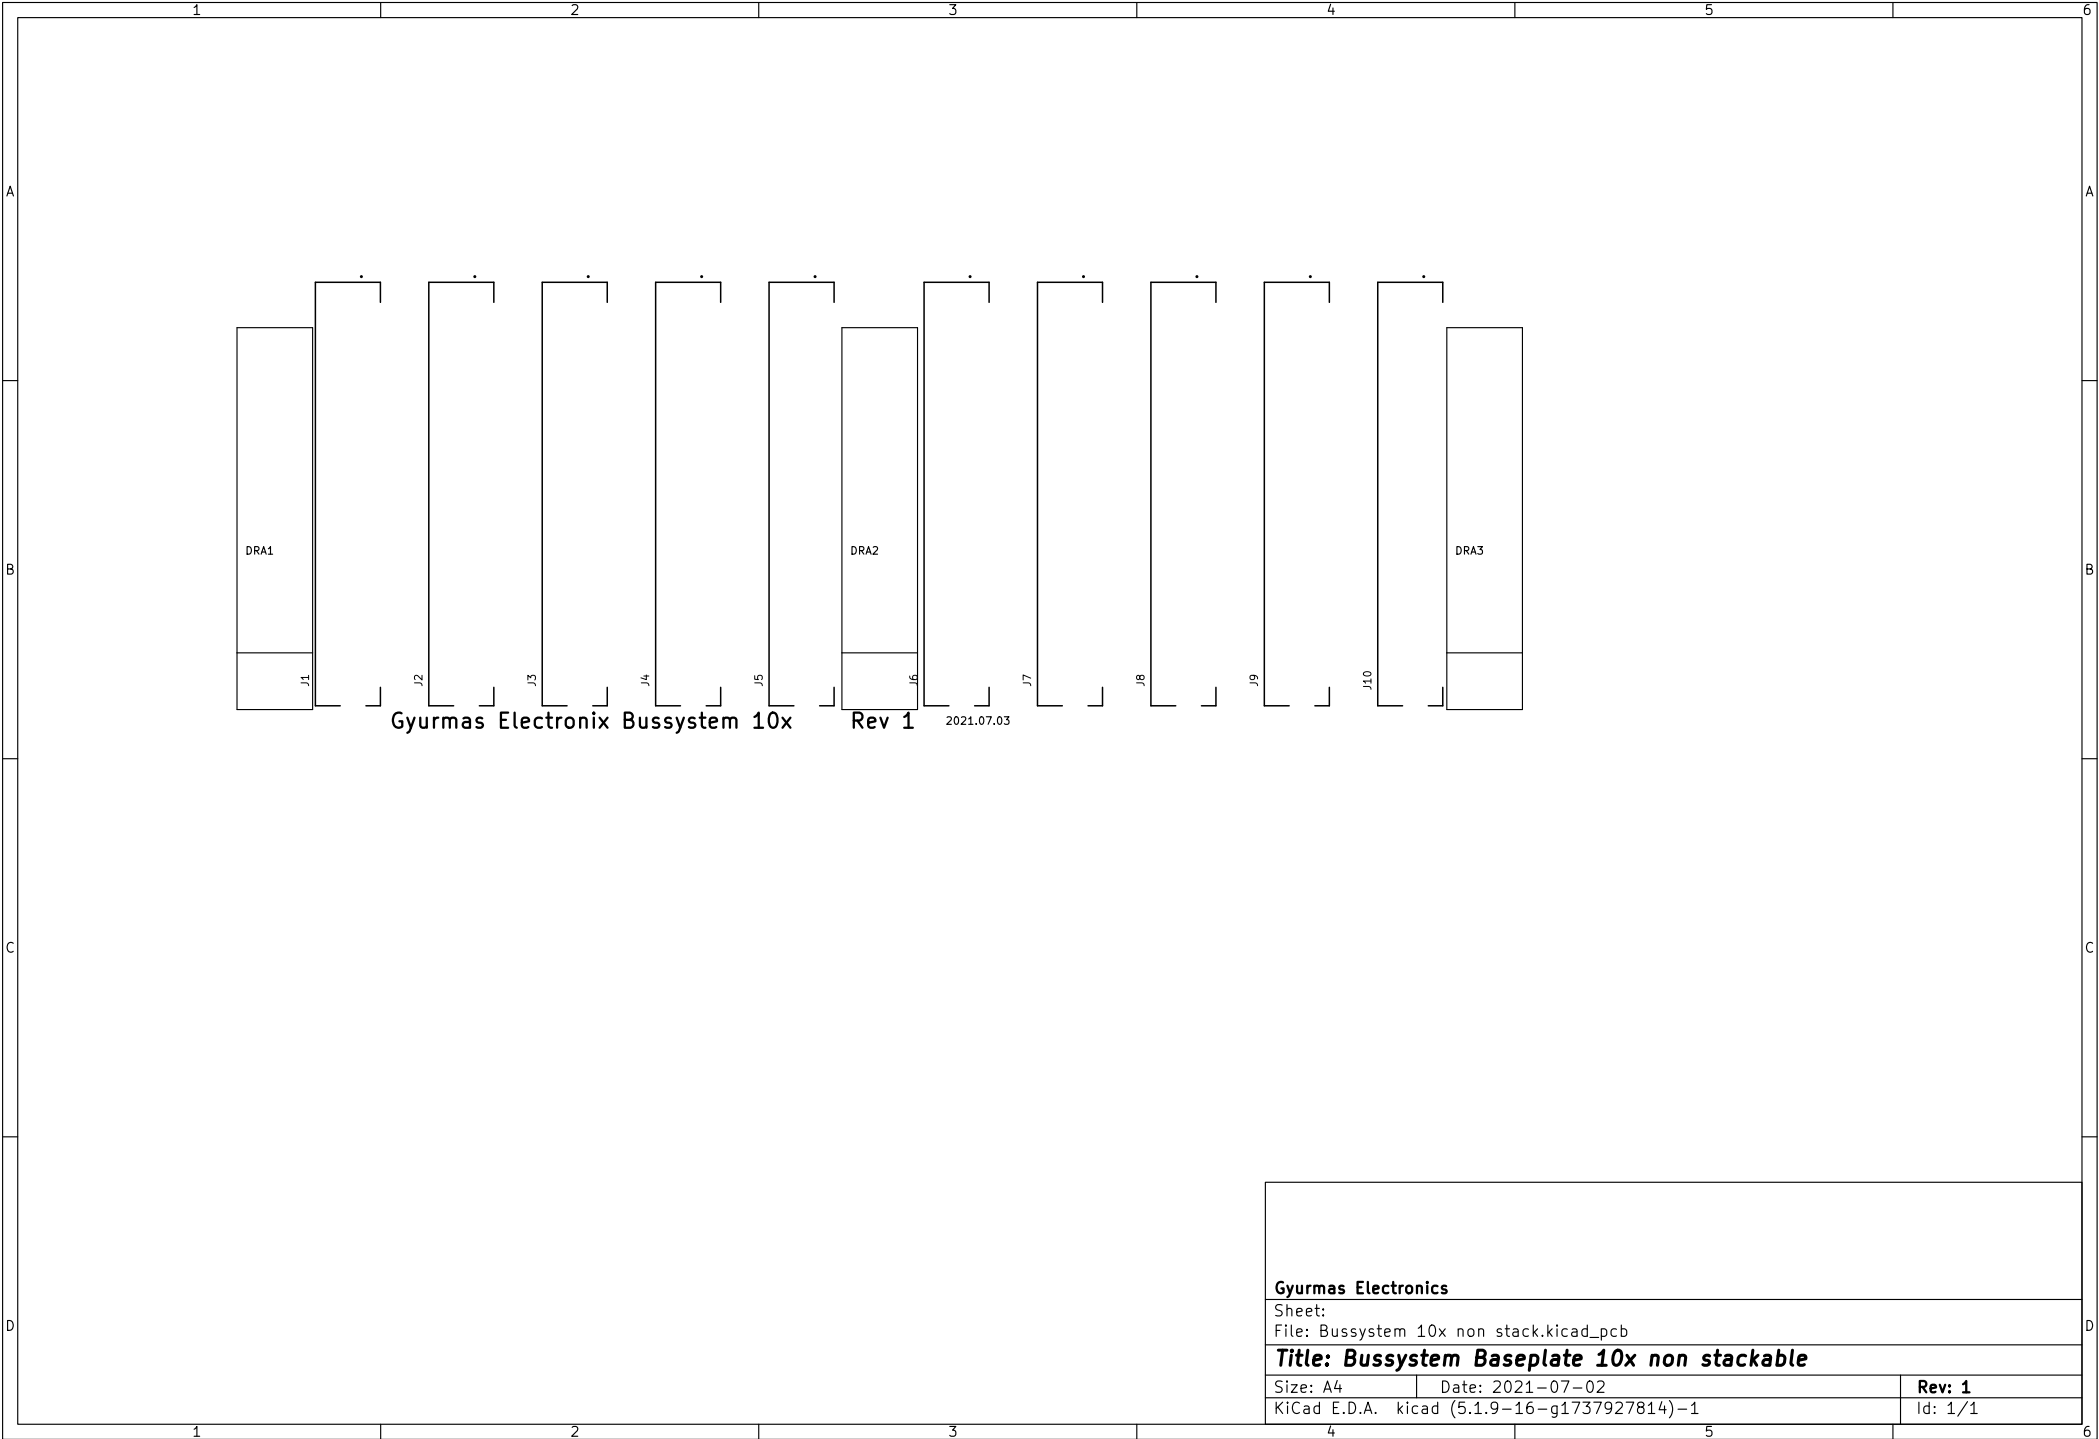 1 2 3 4 5 6
A A
DRA1 DRA2 DRA3
B B
J1 J2 J3 J4 J5 J6 J7 J8 J9 J10
Gyurmas Electronix Bussystem 10x Rev 1 2021.07.03
C C
Gyurmas Electronics
Sheet:
D D
File: Bussystem 10x non stack.kicad_pcb
Title: Bussystem Baseplate 10x non stackable
Size: A4 Date: 2021-07-02 Rev: 1
KiCad E.D.A. kicad (5.1.9-16-g1737927814)-1 Id: 1/1
1 2 3 4 5 6